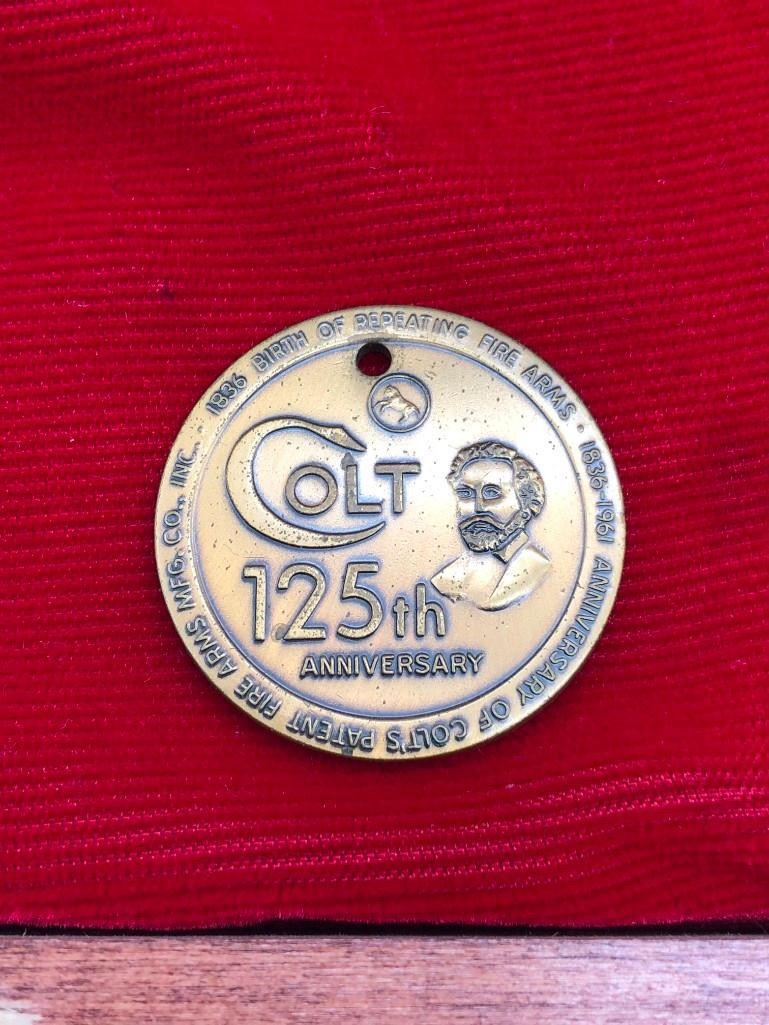 1836 BIRTH OF REPEATING FIRE ARMS · 1836-1961 ANNIVERSARY OF COLT'S PATENT FIRE ARMS MFG. CO., INC. ·
COLT
125th
ANNIVERSARY